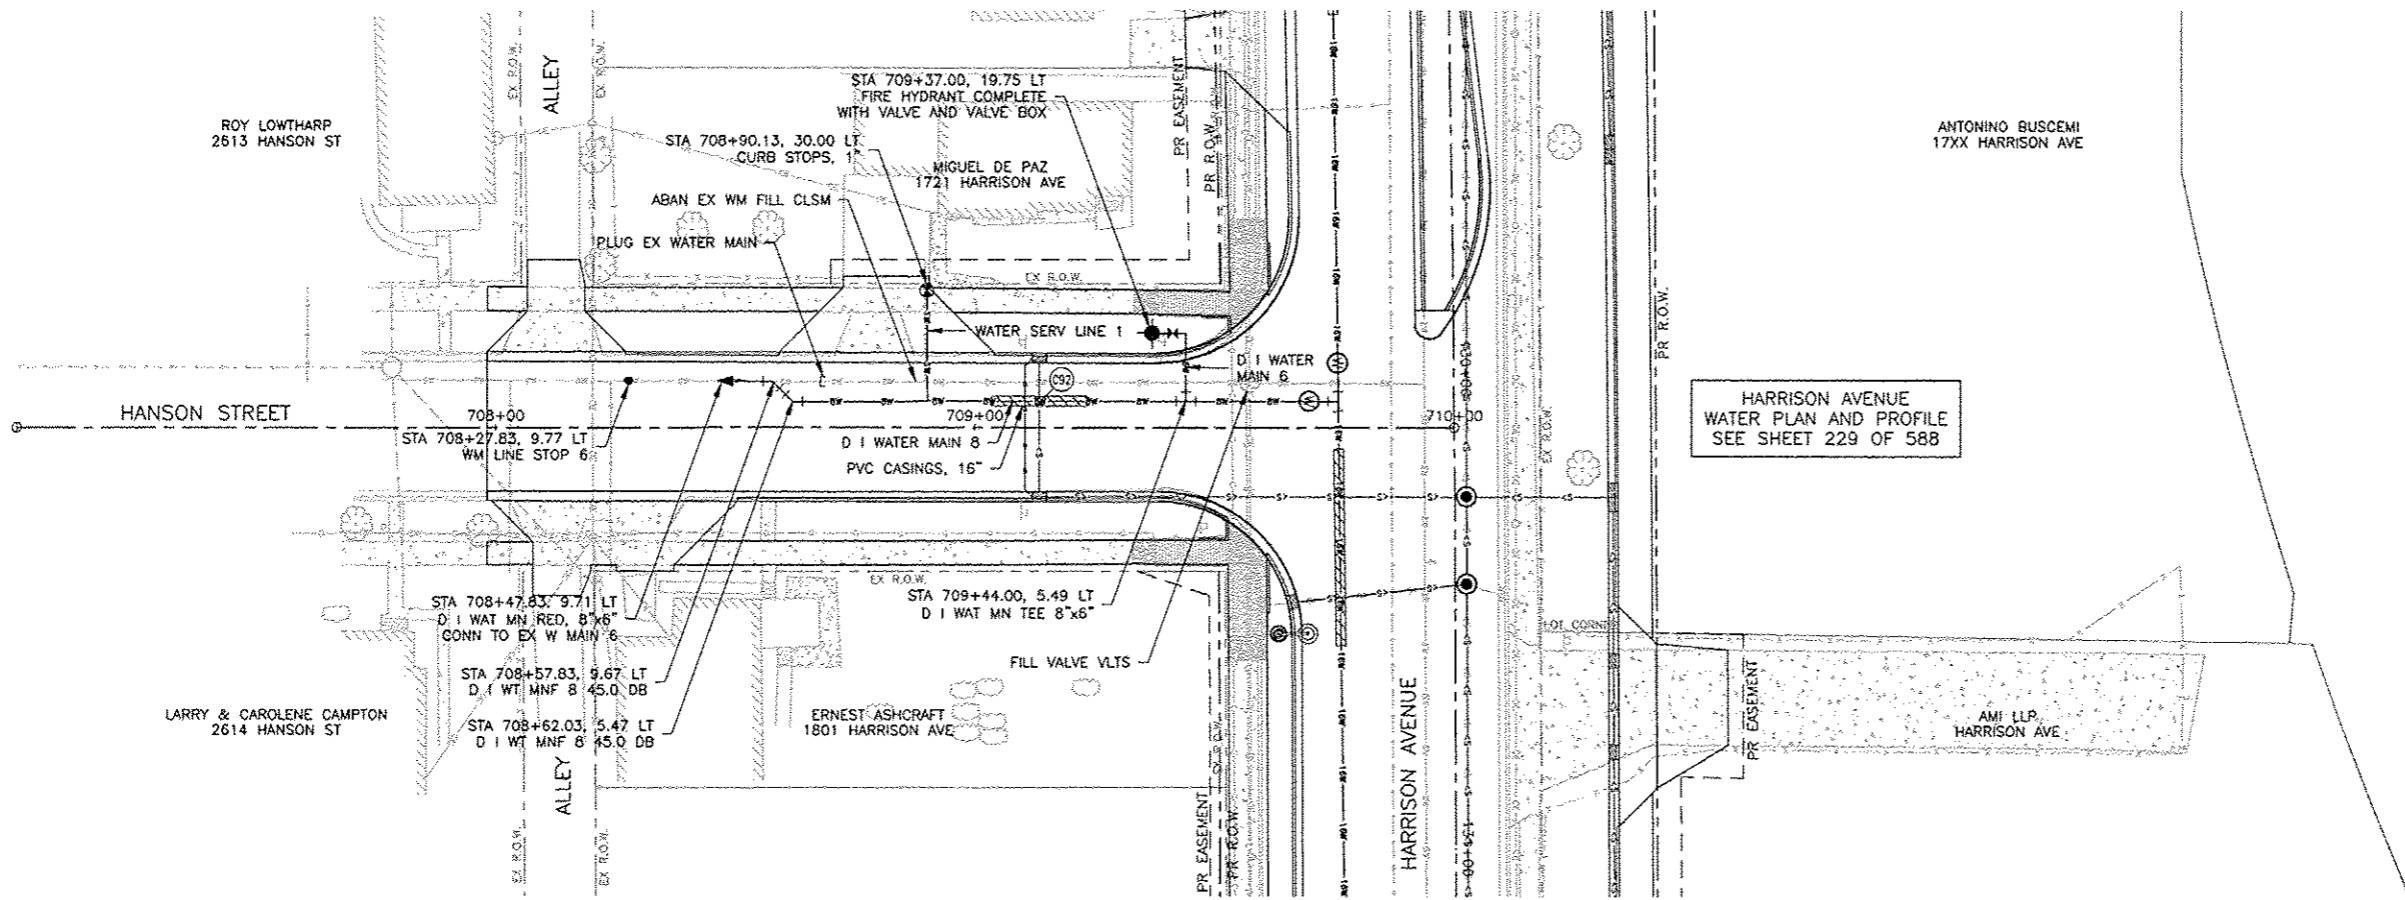 STA 709+37.00, 19.75 LT
FIRE HYDRANT COMPLETE
WITH VALVE AND VALVE BOX
STA 708+90.13, 30.00 LT
CURB STOPS, 1"
ABAN EX WM FILL CLSM
PLUG EX WATER MAIN
ROY LOWTHARP
2613 HANSON ST
EX R.O.W.
ALLEY
EX R.O.W.
MIGUEL DE PAZ
1721 HARRISON AVE
PR EASEMENT
PR R.O.W.
ANTONINO BUSCEMI
17XX HARRISON AVE
EX R.O.W.
WATER SERV LINE 1
D I WATER
MAIN 6
C92
W
W
HANSON STREET
708+00
709+00
710+00
STA 708+27.83, 9.77 LT
WM LINE STOP 6
D I WATER MAIN 8
PVC CASINGS, 16"
430+00
PR R.O.W.
EX R.O.W.
HARRISON AVENUE
WATER PLAN AND PROFILE
SEE SHEET 229 OF 588
EX R.O.W.
STA 708+47.83, 9.71 LT
D I WAT MN RED, 8"x6"
CONN TO EX W MAIN 6
STA 708+57.83, 9.67 LT
D I WT MNF 8 45.0 DB
STA 708+62.03, 5.47 LT
D I WT MNF 8 45.0 DB
STA 709+44.00, 5.49 LT
D I WAT MN TEE 8"x6"
FILL VALVE VLTS
LOT CORN
LARRY & CAROLENE CAMPTON
2614 HANSON ST
ERNEST ASHCRAFT
1801 HARRISON AVE
ALLEY
EX R.O.W.
EX R.O.W.
PR EASEMENT
PR R.O.W.
HARRISON AVENUE
PR EASEMENT
AMI LLP
HARRISON AVE